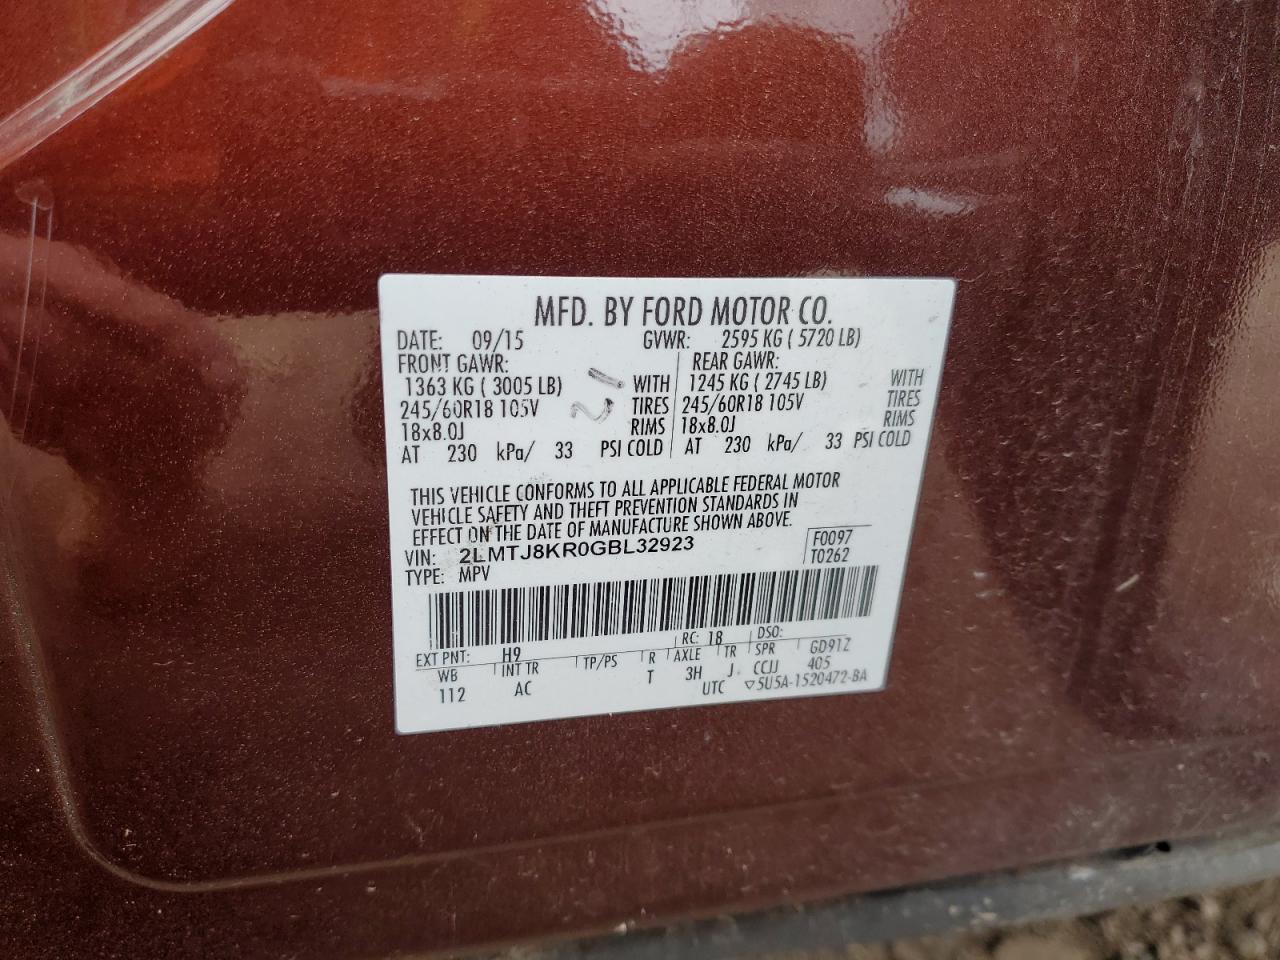 MFD. BY FORD MOTOR CO.
DATE: 09/15 GVWR: 2595 KG ( 5720 LB)
FRONT GAWR: REAR GAWR:
1363 KG ( 3005 LB) WITH 1245 KG ( 2745 LB) WITH
245/60R18 105V TIRES 245/60R18 105V TIRES
18x8.0J RIMS 18x8.0J RIMS
AT 230 kPa/ 33 PSI COLD AT 230 kPa/ 33 PSI COLD
THIS VEHICLE CONFORMS TO ALL APPLICABLE FEDERAL MOTOR
VEHICLE SAFETY AND THEFT PREVENTION STANDARDS IN
EFFECT ON THE DATE OF MANUFACTURE SHOWN ABOVE.
VIN: 2LMTJ8KR0GBL32923 F0097
TYPE: MPV T0262
EXT PNT: H9 RC: 18 DSO:
WB INT TR TP/PS R AXLE TR SPR GD91Z
112 AC T 3H J CCJJ 405
UTC ▽5U5A-1520472-BA